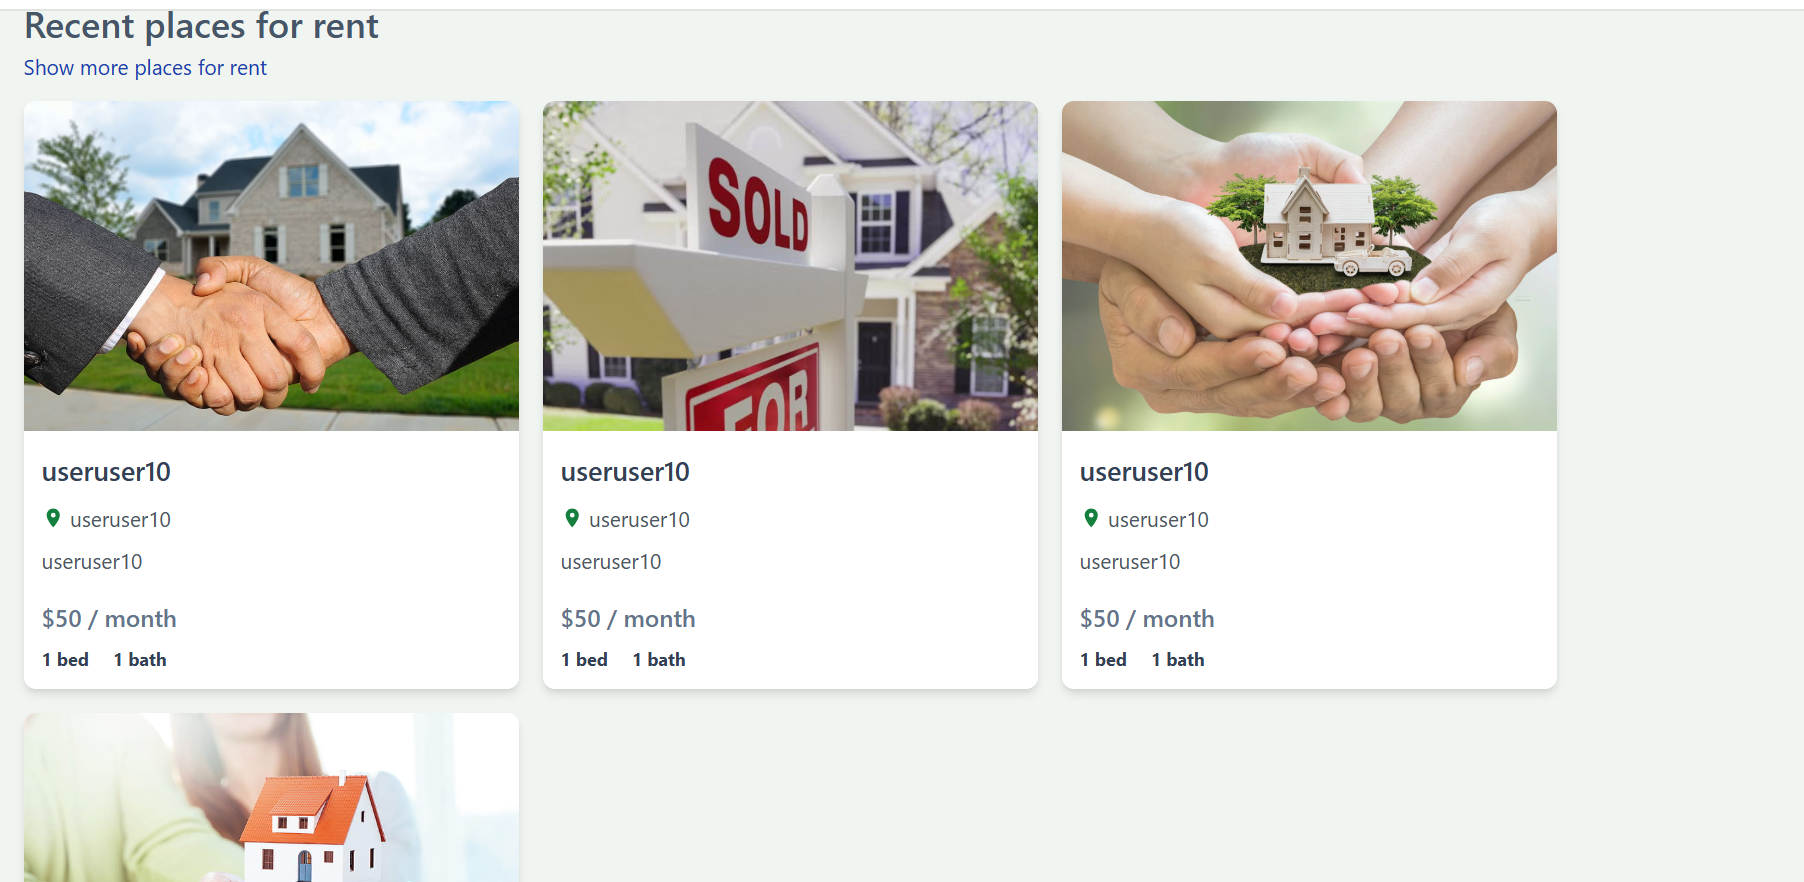 Recent places for rent
Show more places for rent
SOLD
FOR
useruser10
useruser10
useruser10
$50 / month
1 bed 1 bath
useruser10
useruser10
useruser10
$50 / month
1 bed 1 bath
useruser10
useruser10
useruser10
$50 / month
1 bed 1 bath